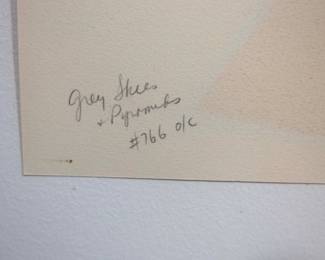 Grey Skies
+ Pyramids
#766 o/c